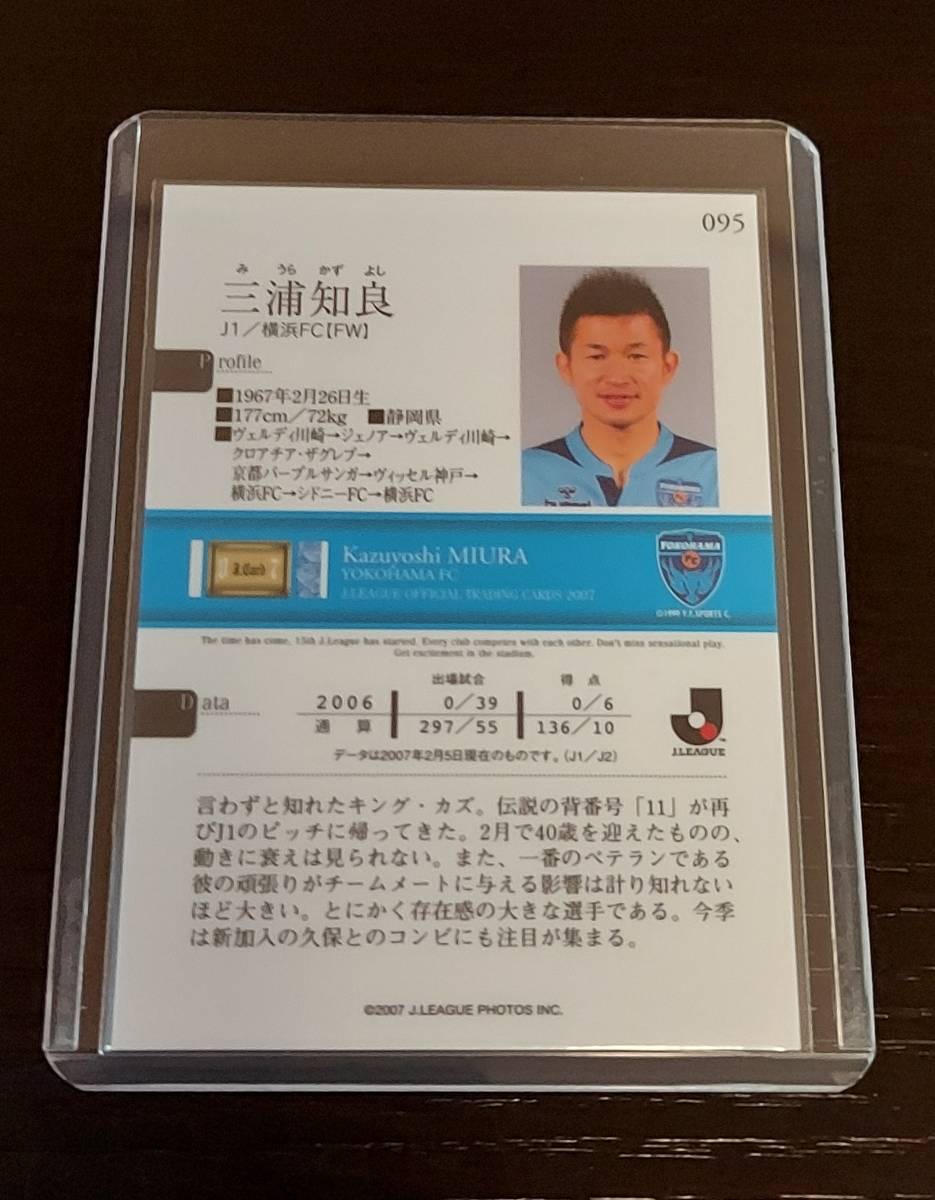 095
み うら かず よし
三浦知良
J1／横浜FC【FW】
Profile
■1967年2月26日生
■177cm／72kg ■静岡県
■ヴェルディ川崎→ジェノア→ヴェルディ川崎→
クロアチア・ザグレブ→
京都パープルサンガ→ヴィッセル神戸→
横浜FC→シドニーFC→横浜FC
J.Card
Kazuyoshi MIURA
YOKOHAMA FC
J.LEAGUE OFFICIAL TRADING CARDS 2007
YOKOHAMA
FC
The time has come, 15th J.League has started. Every club competes with each other. Don't miss sensational play.
Get excitement in the stadium.
Data
出場試合 得点
2006 0／39 0／6
通算 297／55 136／10
データは2007年2月5日現在のものです。（J1／J2）
J.LEAGUE
言わずと知れたキング・カズ。伝説の背番号「11」が再
びJ1のピッチに帰ってきた。2月で40歳を迎えたものの、
動きに衰えは見られない。また、一番のベテランである
彼の頑張りがチームメートに与える影響は計り知れない
ほど大きい。とにかく存在感の大きな選手である。今季
は新加入の久保とのコンビにも注目が集まる。
©2007 J.LEAGUE PHOTOS INC.